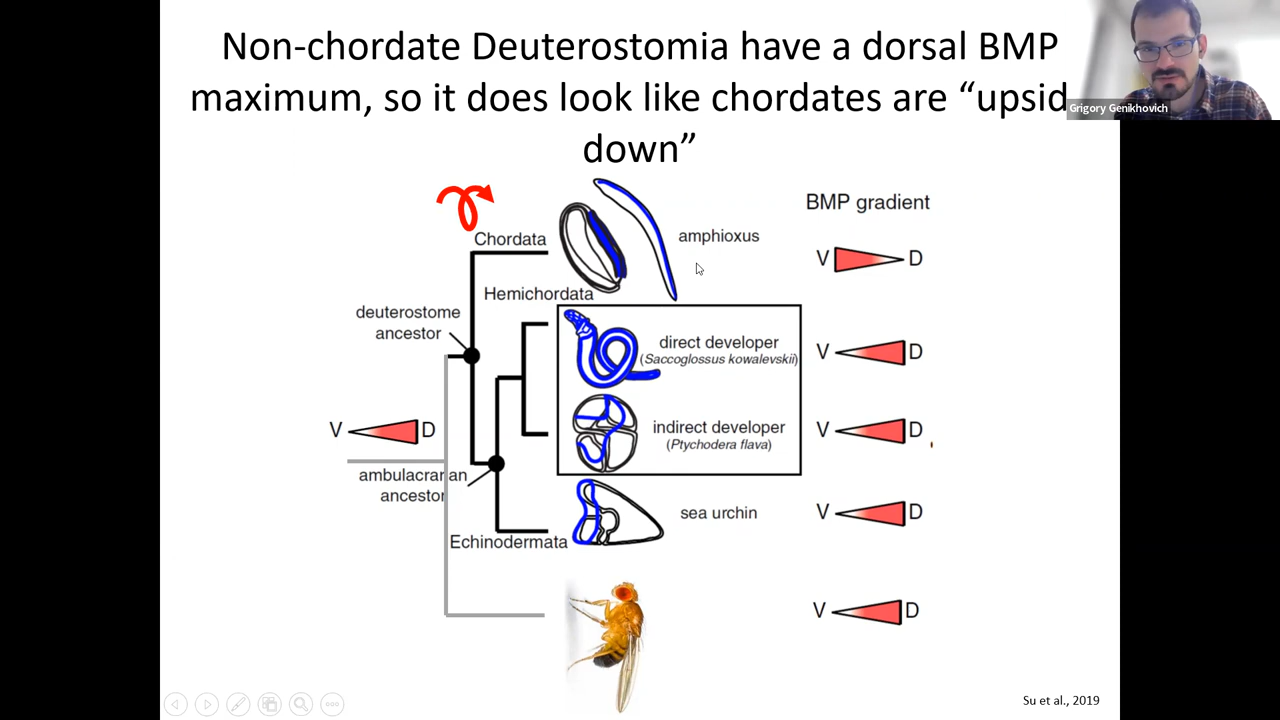 Non-chordate Deuterostomia have a dorsal BMP
maximum, so it does look like chordates are “upsid
down”
Grigory Genikhovich
BMP gradient
Chordata
amphioxus
V D
Hemichordata
deuterostome
ancestor
direct developer
(Saccoglossus kowalevskii)
V D
V D
indirect developer
(Ptychodera flava)
V D
ambulacrarian
ancestor
sea urchin
V D
Echinodermata
V D
Su et al., 2019